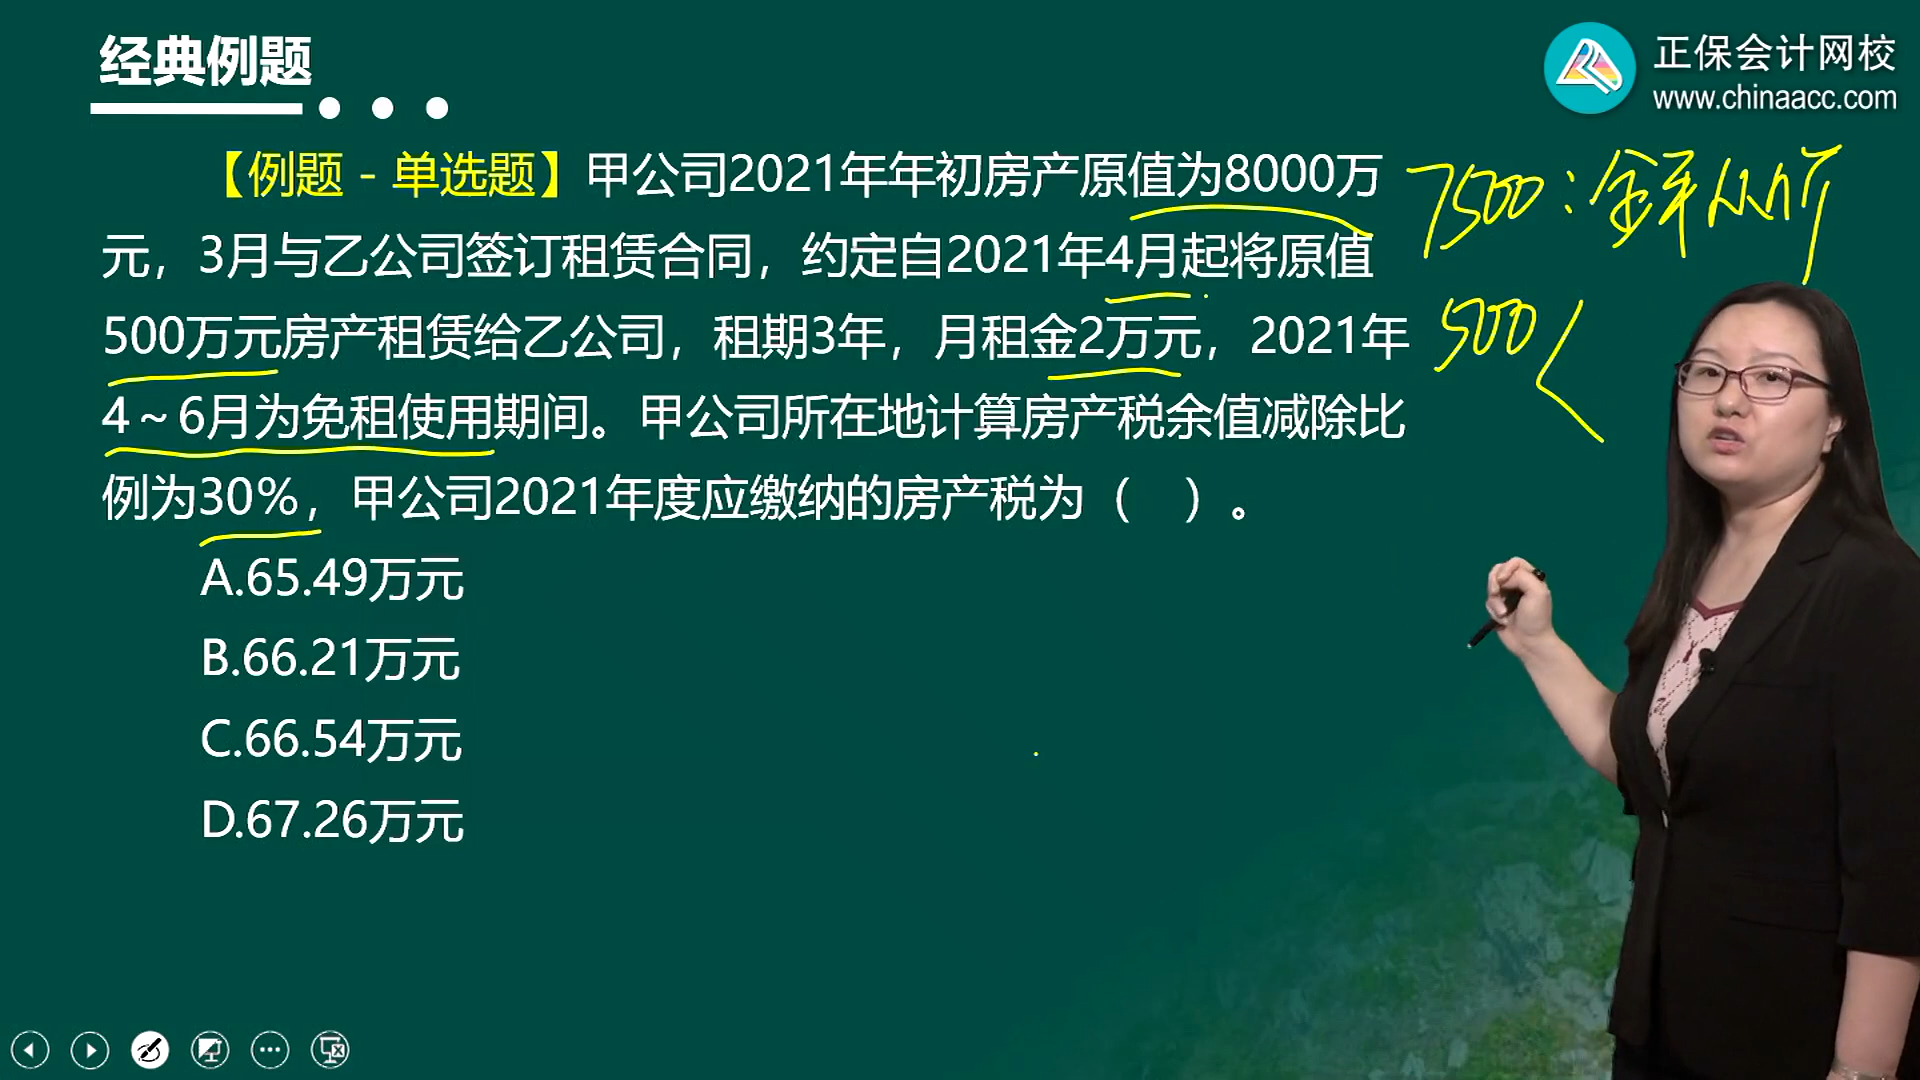 经典例题
正保会计网校
www.chinaacc.com
【例题－单选题】甲公司2021年年初房产原值为8000万
元，3月与乙公司签订租赁合同，约定自2021年4月起将原值
500万元房产租赁给乙公司，租期3年，月租金2万元，2021年
4～6月为免租使用期间。甲公司所在地计算房产税余值减除比
例为30%，甲公司2021年度应缴纳的房产税为（ ）。
A.65.49万元
B.66.21万元
C.66.54万元
D.67.26万元
7500：全年从价
500